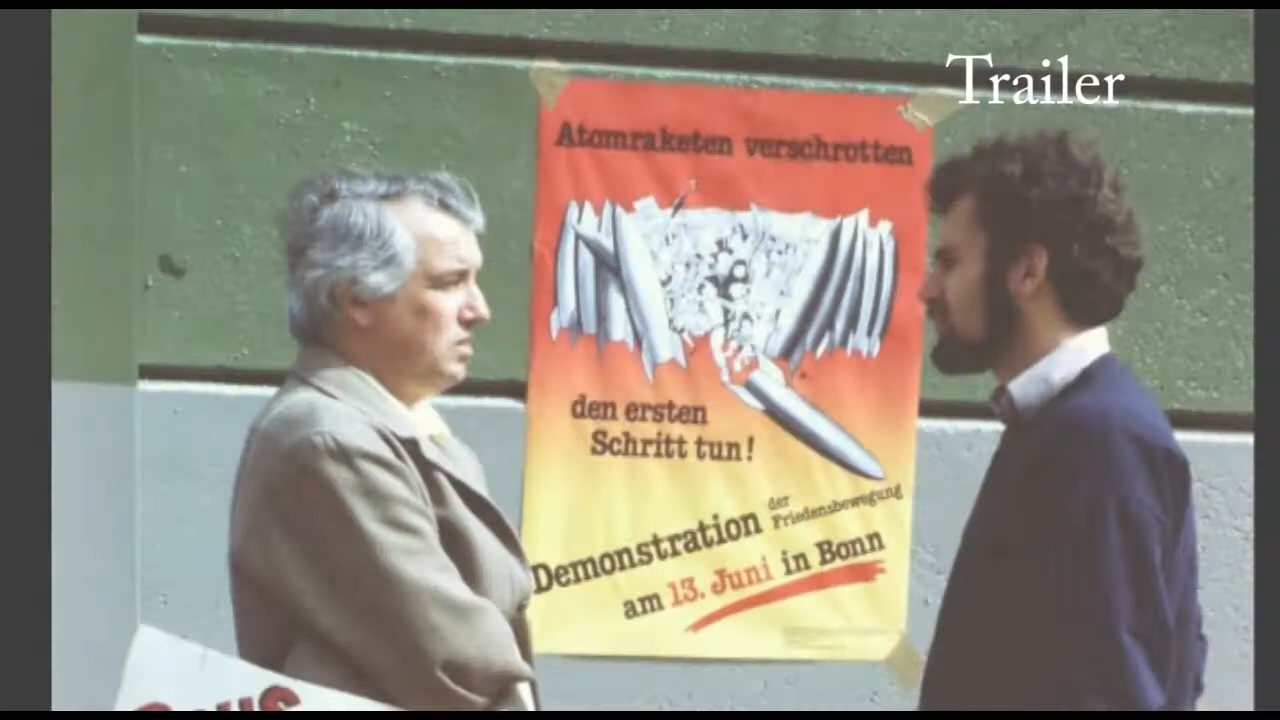 Trailer
Atomraketen verschrotten
den ersten
Schritt tun!
Demonstration der Friedensbewegung
am 13. Juni in Bonn